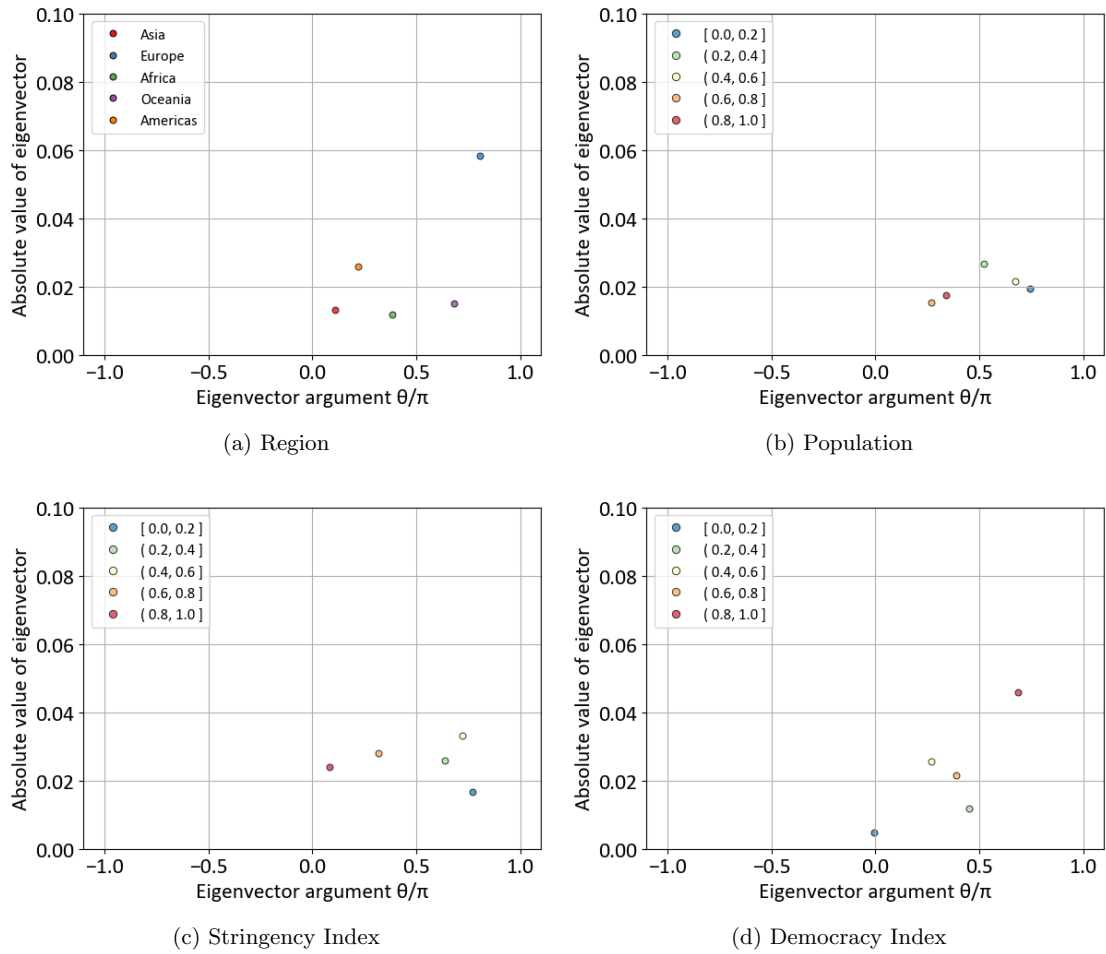 Absolute value of eigenvector
0.10
0.08
0.06
0.04
0.02
0.00
Asia
Europe
Africa
Oceania
Americas
−1.0 −0.5 0.0 0.5 1.0
Eigenvector argument θ/π
(a) Region
Absolute value of eigenvector
0.10
0.08
0.06
0.04
0.02
0.00
[ 0.0, 0.2 ]
( 0.2, 0.4 ]
( 0.4, 0.6 ]
( 0.6, 0.8 ]
( 0.8, 1.0 ]
−1.0 −0.5 0.0 0.5 1.0
Eigenvector argument θ/π
(b) Population
Absolute value of eigenvector
0.10
0.08
0.06
0.04
0.02
0.00
[ 0.0, 0.2 ]
( 0.2, 0.4 ]
( 0.4, 0.6 ]
( 0.6, 0.8 ]
( 0.8, 1.0 ]
−1.0 −0.5 0.0 0.5 1.0
Eigenvector argument θ/π
(c) Stringency Index
Absolute value of eigenvector
0.10
0.08
0.06
0.04
0.02
0.00
[ 0.0, 0.2 ]
( 0.2, 0.4 ]
( 0.4, 0.6 ]
( 0.6, 0.8 ]
( 0.8, 1.0 ]
−1.0 −0.5 0.0 0.5 1.0
Eigenvector argument θ/π
(d) Democracy Index